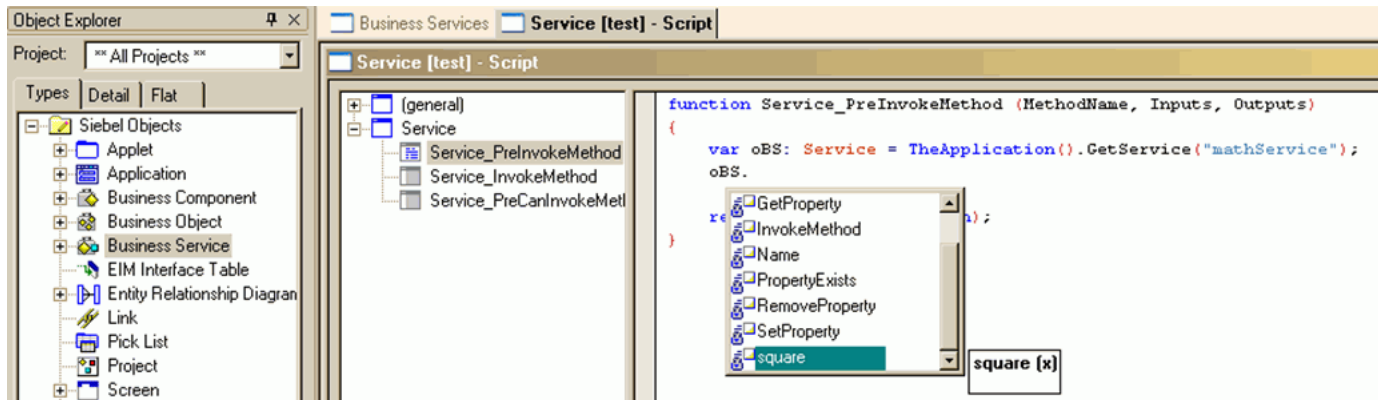 Object Explorer
Project: ** All Projects **
Types Detail Flat
Siebel Objects
Applet
Application
Business Component
Business Object
Business Service
EIM Interface Table
Entity Relationship Diagran
Link
Pick List
Project
Screen
Business Services Service [test] - Script
Service [test] - Script
(general)
Service
Service_PreInvokeMethod
Service_InvokeMethod
Service_PreCanInvokeMetl
function Service_PreInvokeMethod (MethodName, Inputs, Outputs)
{
var oBS: Service = TheApplication().GetService("mathService");
oBS.
re );
}
GetProperty
InvokeMethod
Name
PropertyExists
RemoveProperty
SetProperty
square
square (x)